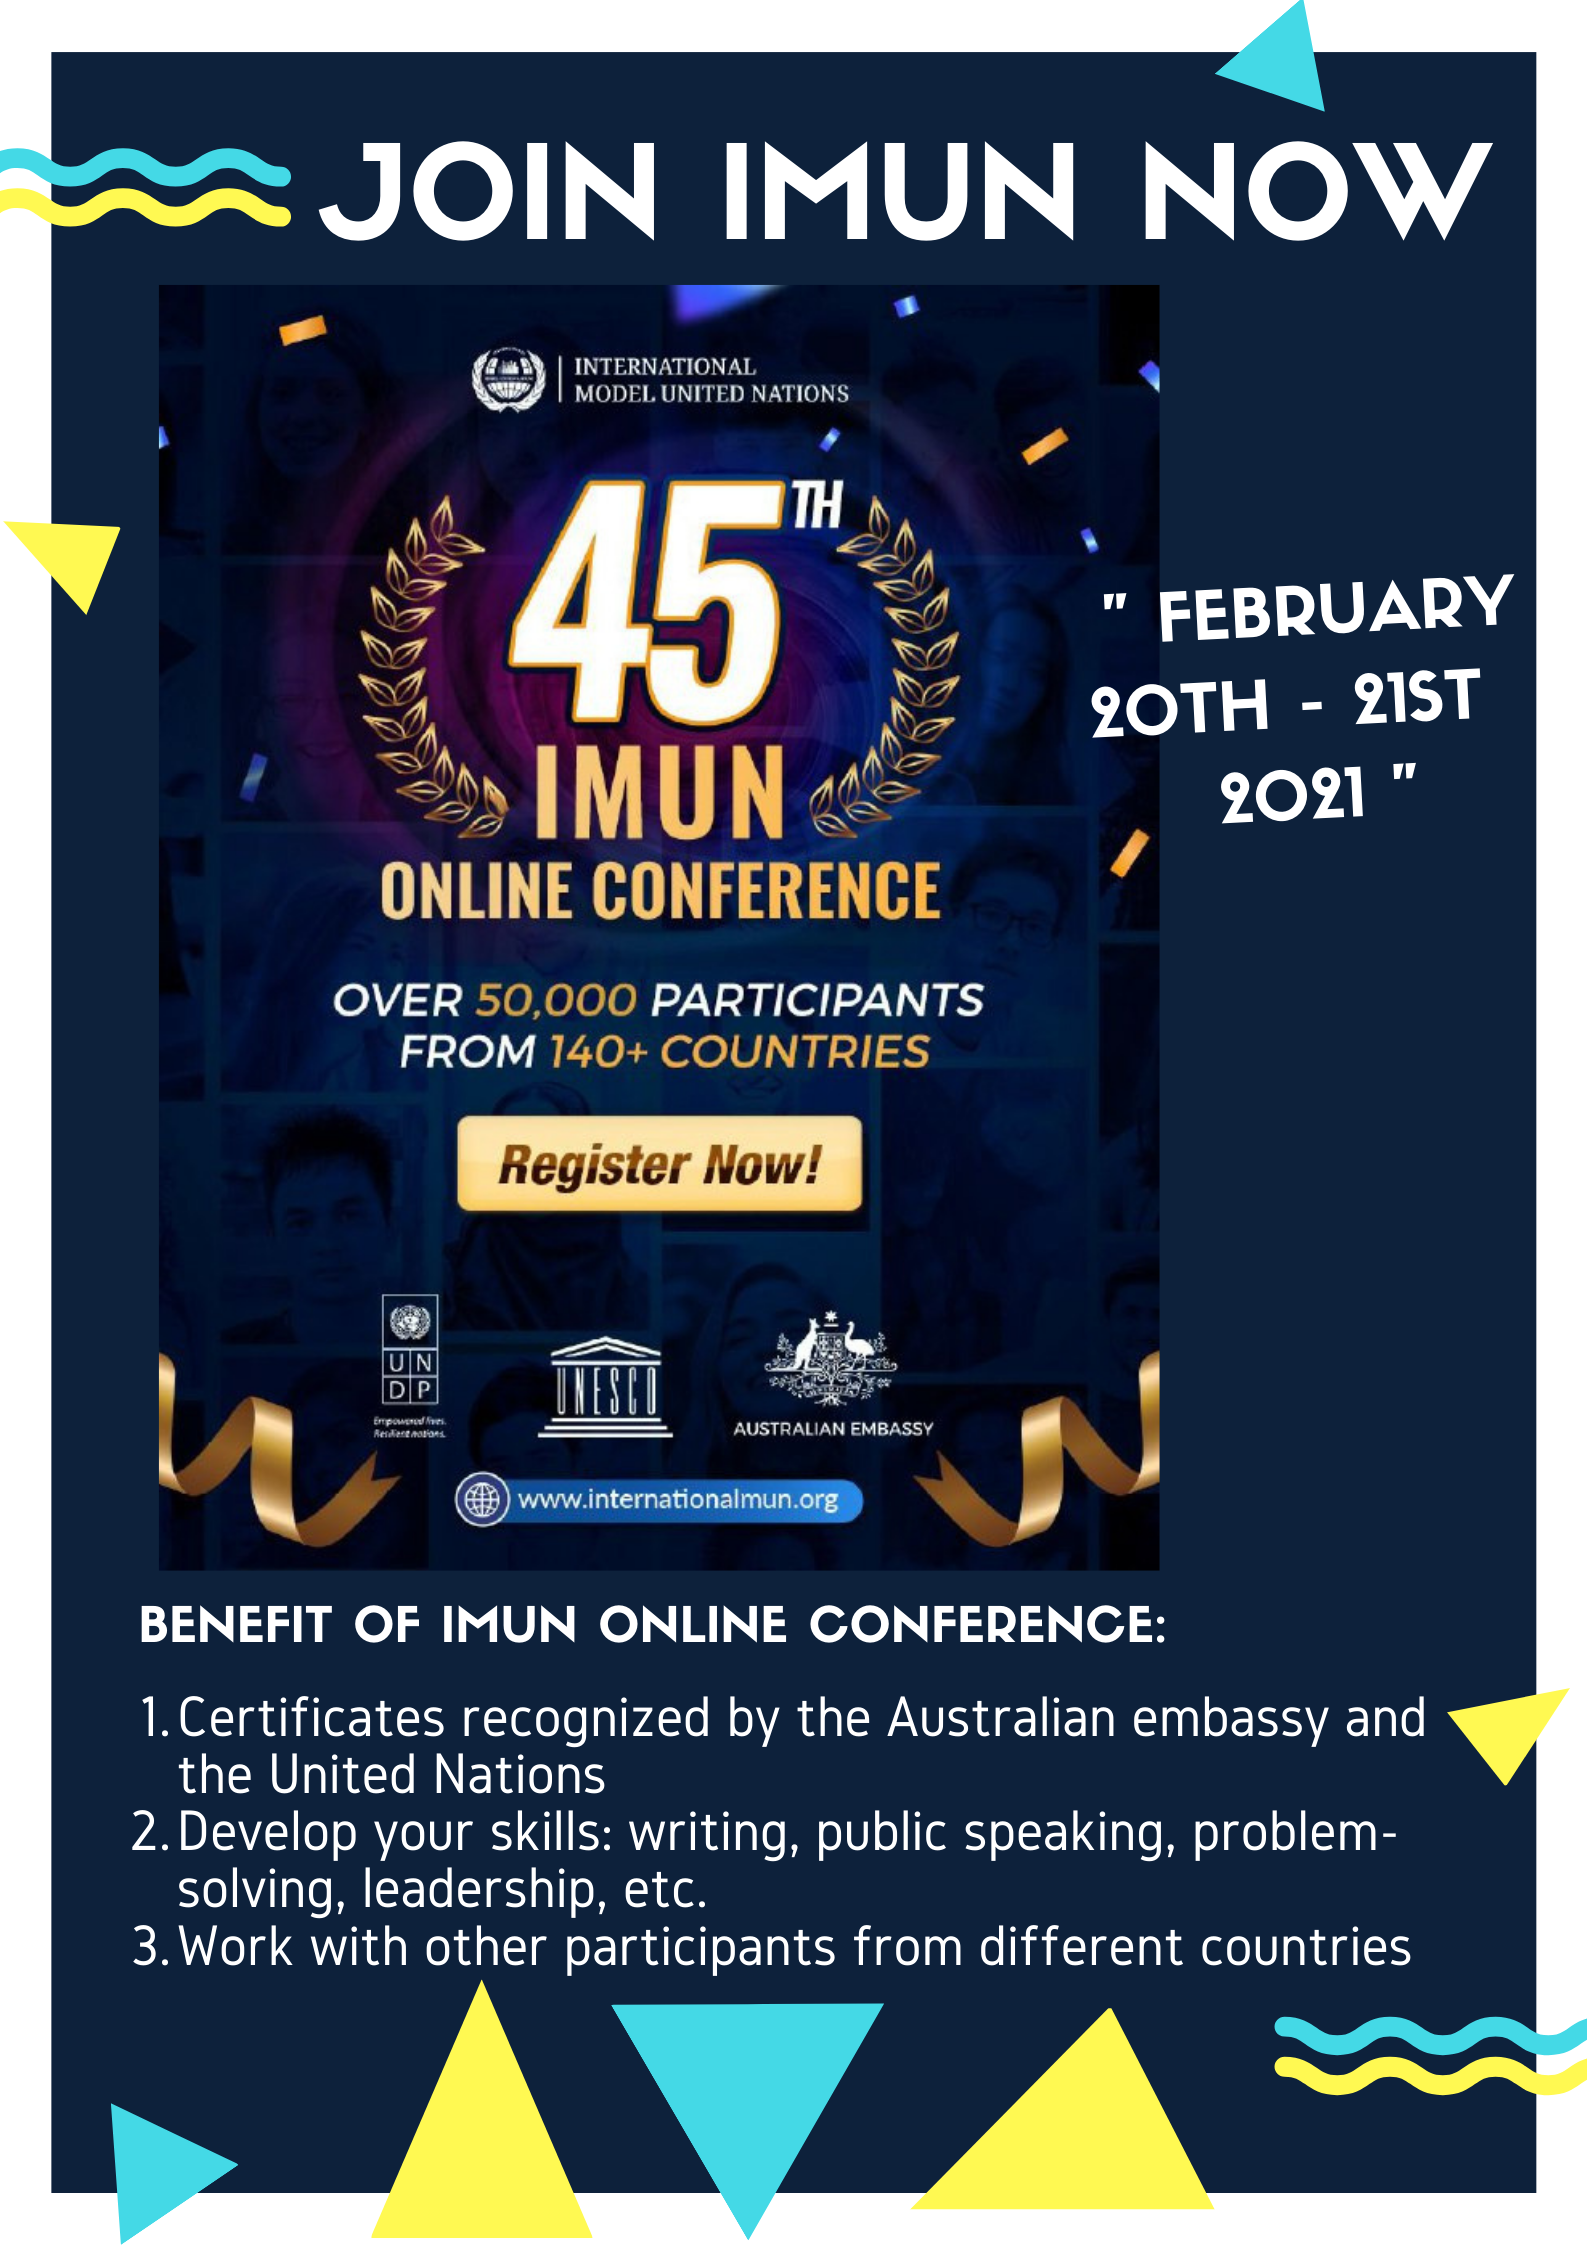 JOIN IMUN NOW
INTERNATIONAL
MODEL UNITED NATIONS
45TH
IMUN
ONLINE CONFERENCE
" FEBRUARY
20TH - 21ST
2021 "
OVER 50,000 PARTICIPANTS
FROM 140+ COUNTRIES
Register Now!
U N
D P
Empowered lives.
Resilient nations.
UNESCO
AUSTRALIAN EMBASSY
www.internationalmun.org
BENEFIT OF IMUN ONLINE CONFERENCE:
1. Certificates recognized by the Australian embassy and
the United Nations
2. Develop your skills: writing, public speaking, problem-
solving, leadership, etc.
3. Work with other participants from different countries